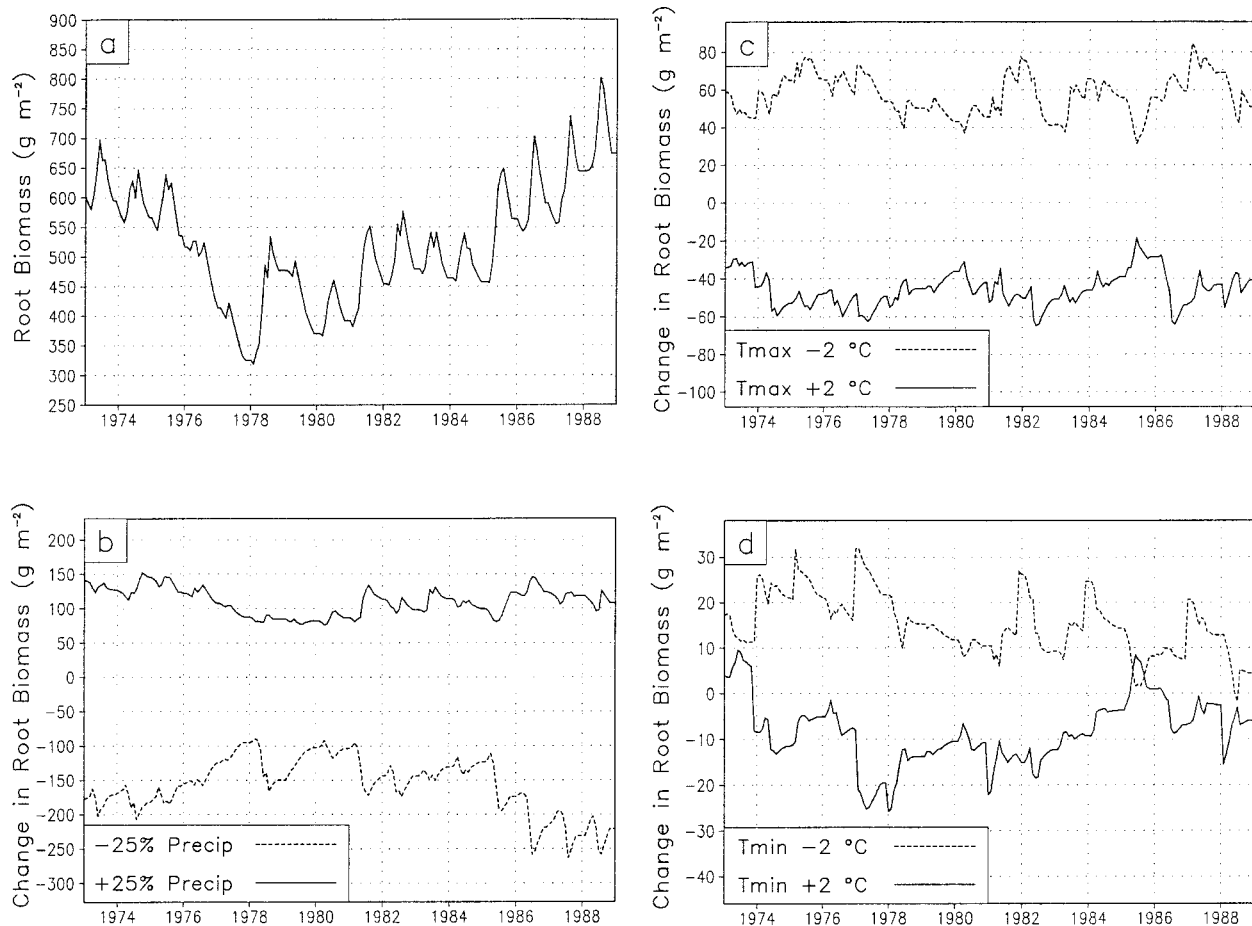 a
Root Biomass (g m⁻²)
900
850
800
750
700
650
600
550
500
450
400
350
300
250
1974 1976 1978 1980 1982 1984 1986 1988
c
Change in Root Biomass (g m⁻²)
80
60
40
20
0
−20
−40
−60
−80
−100
Tmax −2 °C
Tmax +2 °C
1974 1976 1978 1980 1982 1984 1986 1988
b
Change in Root Biomass (g m⁻²)
200
150
100
50
0
−50
−100
−150
−200
−250
−300
−25% Precip
+25% Precip
1974 1976 1978 1980 1982 1984 1986 1988
d
Change in Root Biomass (g m⁻²)
30
20
10
0
−10
−20
−30
−40
Tmin −2 °C
Tmin +2 °C
1974 1976 1978 1980 1982 1984 1986 1988